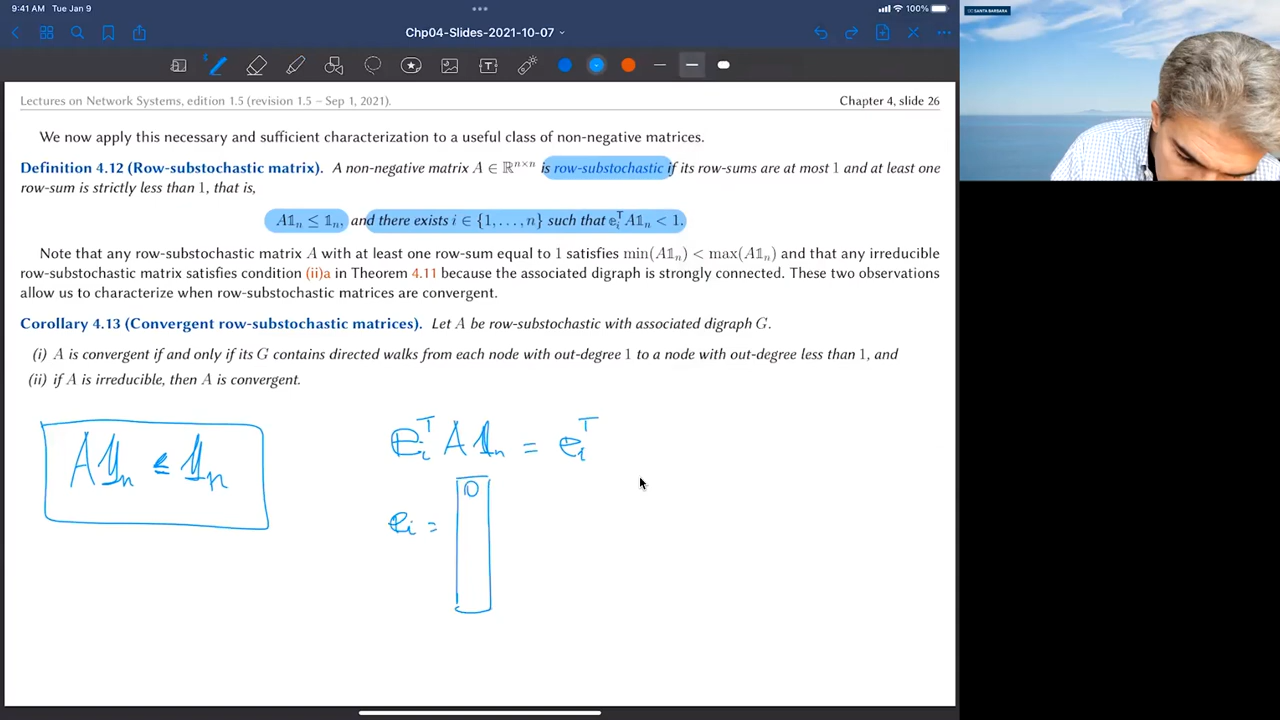 9:41 AM Tue Jan 9
100%
Chp04-Slides-2021-10-07
SANTA BARBARA
Lectures on Network Systems, edition 1.5 (revision 1.5 – Sep 1, 2021).
Chapter 4, slide 26
We now apply this necessary and sufficient characterization to a useful class of non-negative matrices.
Definition 4.12 (Row-substochastic matrix). A non-negative matrix A ∈ ℝⁿˣⁿ is row-substochastic if its row-sums are at most 1 and at least one
row-sum is strictly less than 1, that is,
A𝟙ₙ ≤ 𝟙ₙ, and there exists i ∈ {1, . . . , n} such that 𝕖ᵢᵀA𝟙ₙ < 1.
Note that any row-substochastic matrix A with at least one row-sum equal to 1 satisfies min(A𝟙ₙ) < max(A𝟙ₙ) and that any irreducible
row-substochastic matrix satisfies condition (ii)a in Theorem 4.11 because the associated digraph is strongly connected. These two observations
allow us to characterize when row-substochastic matrices are convergent.
Corollary 4.13 (Convergent row-substochastic matrices). Let A be row-substochastic with associated digraph G.
(i) A is convergent if and only if its G contains directed walks from each node with out-degree 1 to a node with out-degree less than 1, and
(ii) if A is irreducible, then A is convergent.
A𝟙ₙ ≤ 𝟙ₙ
𝕖ᵢᵀA𝟙ₙ = 𝕖ᵢᵀ
0
𝕖ᵢ =